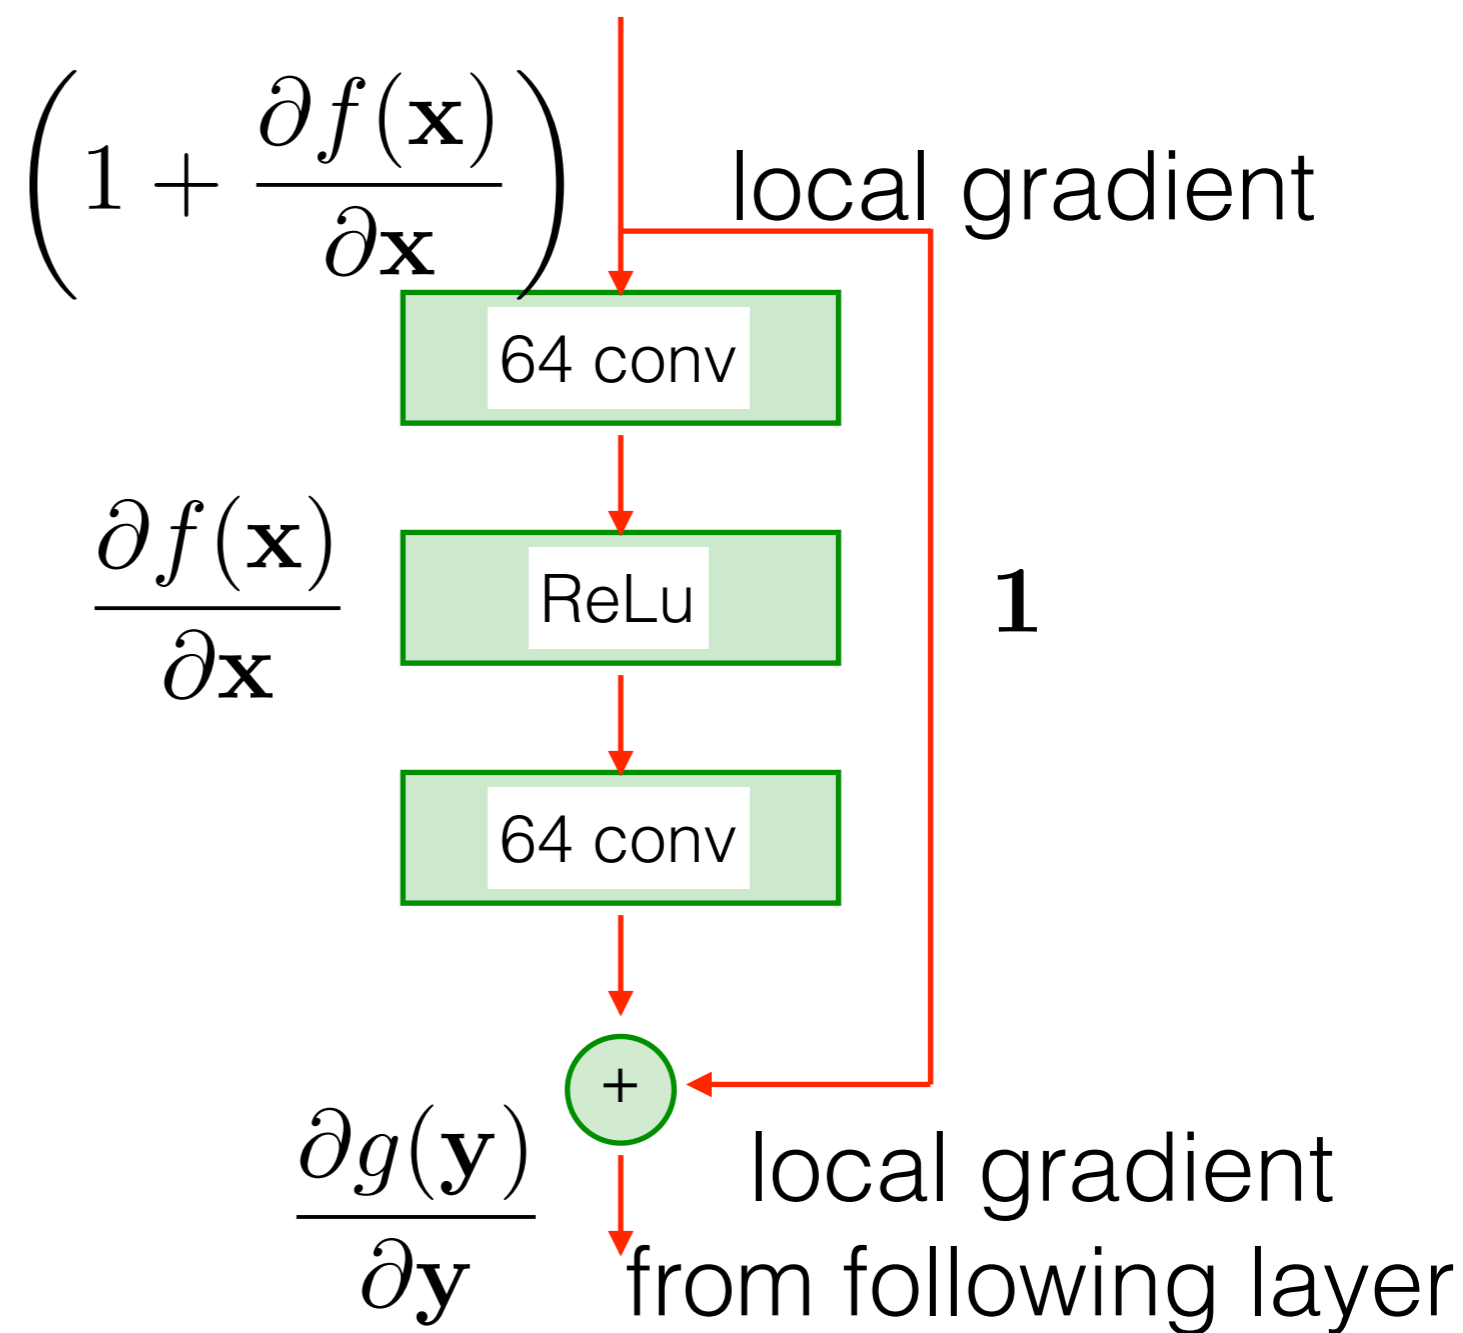 (1 + ∂f(𝐱)/∂𝐱)
local gradient
64 conv
∂f(𝐱)/∂𝐱
ReLu
𝟏
64 conv
+
∂g(𝐲)/∂𝐲
local gradient
from following layer